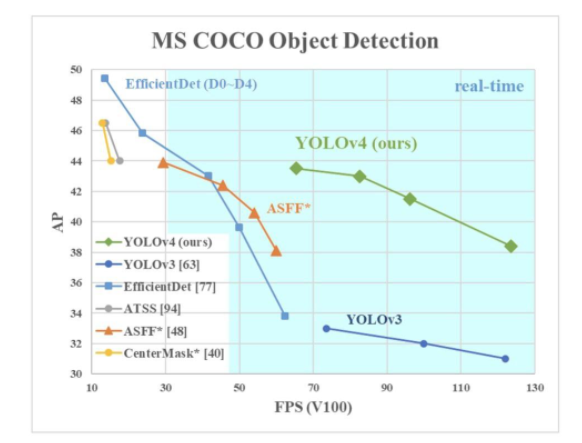 MS COCO Object Detection
50
EfficientDet (D0~D4)
real-time
48
46
YOLOv4 (ours)
44
42
ASFF*
AP
40
YOLOv4 (ours)
38
YOLOv3 [63]
36
EfficientDet [77]
ATSS [94]
34
YOLOv3
ASFF* [48]
32
CenterMask* [40]
30
10 30 50 70 90 110 130
FPS (V100)